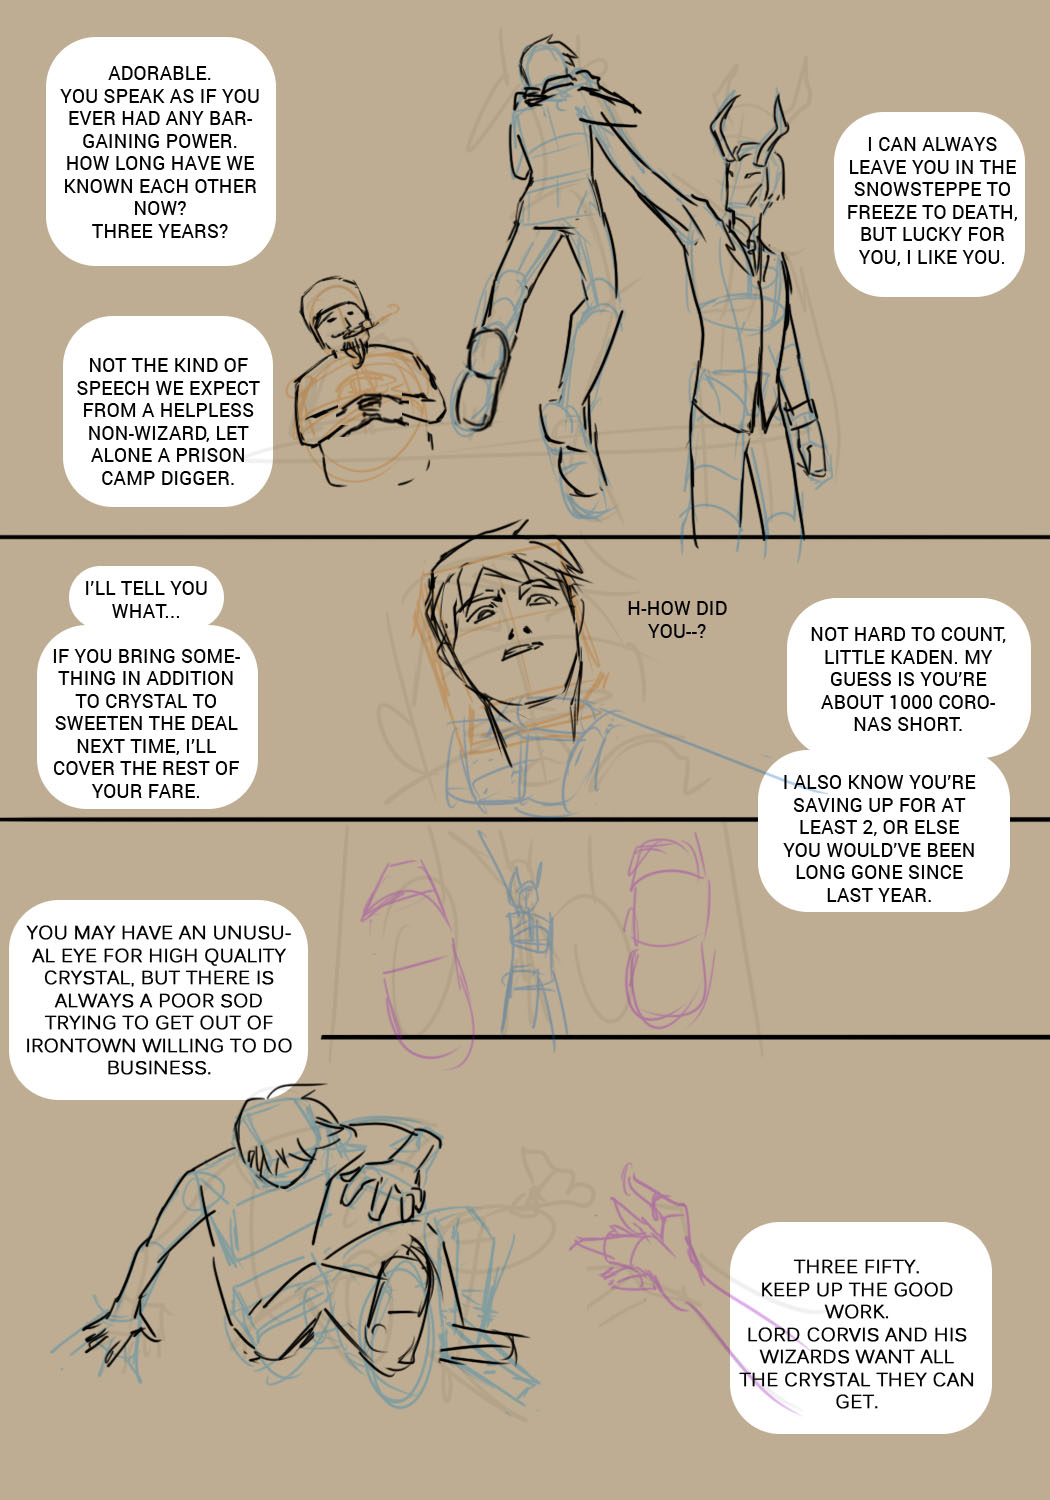 ADORABLE.
YOU SPEAK AS IF YOU
EVER HAD ANY BAR-
GAINING POWER.
HOW LONG HAVE WE
KNOWN EACH OTHER
NOW?
THREE YEARS?
I CAN ALWAYS
LEAVE YOU IN THE
SNOWSTEPPE TO
FREEZE TO DEATH,
BUT LUCKY FOR
YOU, I LIKE YOU.
NOT THE KIND OF
SPEECH WE EXPECT
FROM A HELPLESS
NON-WIZARD, LET
ALONE A PRISON
CAMP DIGGER.
I'LL TELL YOU
WHAT...
IF YOU BRING SOME-
THING IN ADDITION
TO CRYSTAL TO
SWEETEN THE DEAL
NEXT TIME, I'LL
COVER THE REST OF
YOUR FARE.
H-HOW DID
YOU--?
NOT HARD TO COUNT,
LITTLE KADEN. MY
GUESS IS YOU'RE
ABOUT 1000 CORO-
NAS SHORT.
I ALSO KNOW YOU'RE
SAVING UP FOR AT
LEAST 2, OR ELSE
YOU WOULD'VE BEEN
LONG GONE SINCE
LAST YEAR.
YOU MAY HAVE AN UNUSU-
AL EYE FOR HIGH QUALITY
CRYSTAL, BUT THERE IS
ALWAYS A POOR SOD
TRYING TO GET OUT OF
IRONTOWN WILLING TO DO
BUSINESS.
THREE FIFTY.
KEEP UP THE GOOD
WORK.
LORD CORVIS AND HIS
WIZARDS WANT ALL
THE CRYSTAL THEY CAN
GET.